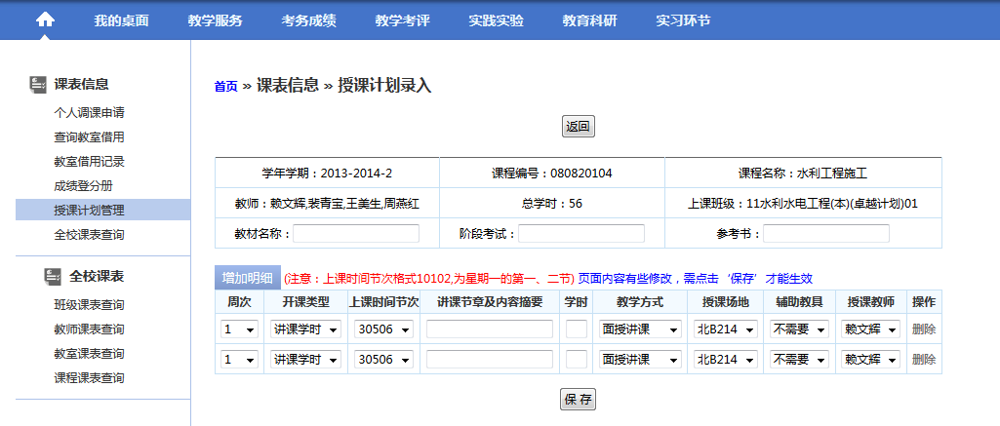 我的桌面 教学服务 考务成绩 教学考评 实践实验 教育科研 实习环节
课表信息
个人调课申请
查询教室借用
教室借用记录
成绩登分册
授课计划管理
全校课表查询
全校课表
班级课表查询
教师课表查询
教室课表查询
课程课表查询
首页 » 课表信息 » 授课计划录入
返回
学年学期：2013-2014-2 课程编号：080820104 课程名称：水利工程施工
教师：赖文辉,裴青宝,王美生,周燕红 总学时：56 上课班级：11水利水电工程(本)(卓越计划)01
教材名称： 阶段考试： 参考书：
增加明细 (注意：上课时间节次格式10102,为星期一的第一、二节) 页面内容有些修改，需点击‘保存’才能生效
周次 开课类型 上课时间节次 讲课节章及内容摘要 学时 教学方式 授课场地 辅助教具 授课教师 操作
1 讲课学时 30506 面授讲课 北B214 不需要 赖文辉 删除
1 讲课学时 30506 面授讲课 北B214 不需要 赖文辉 删除
保 存